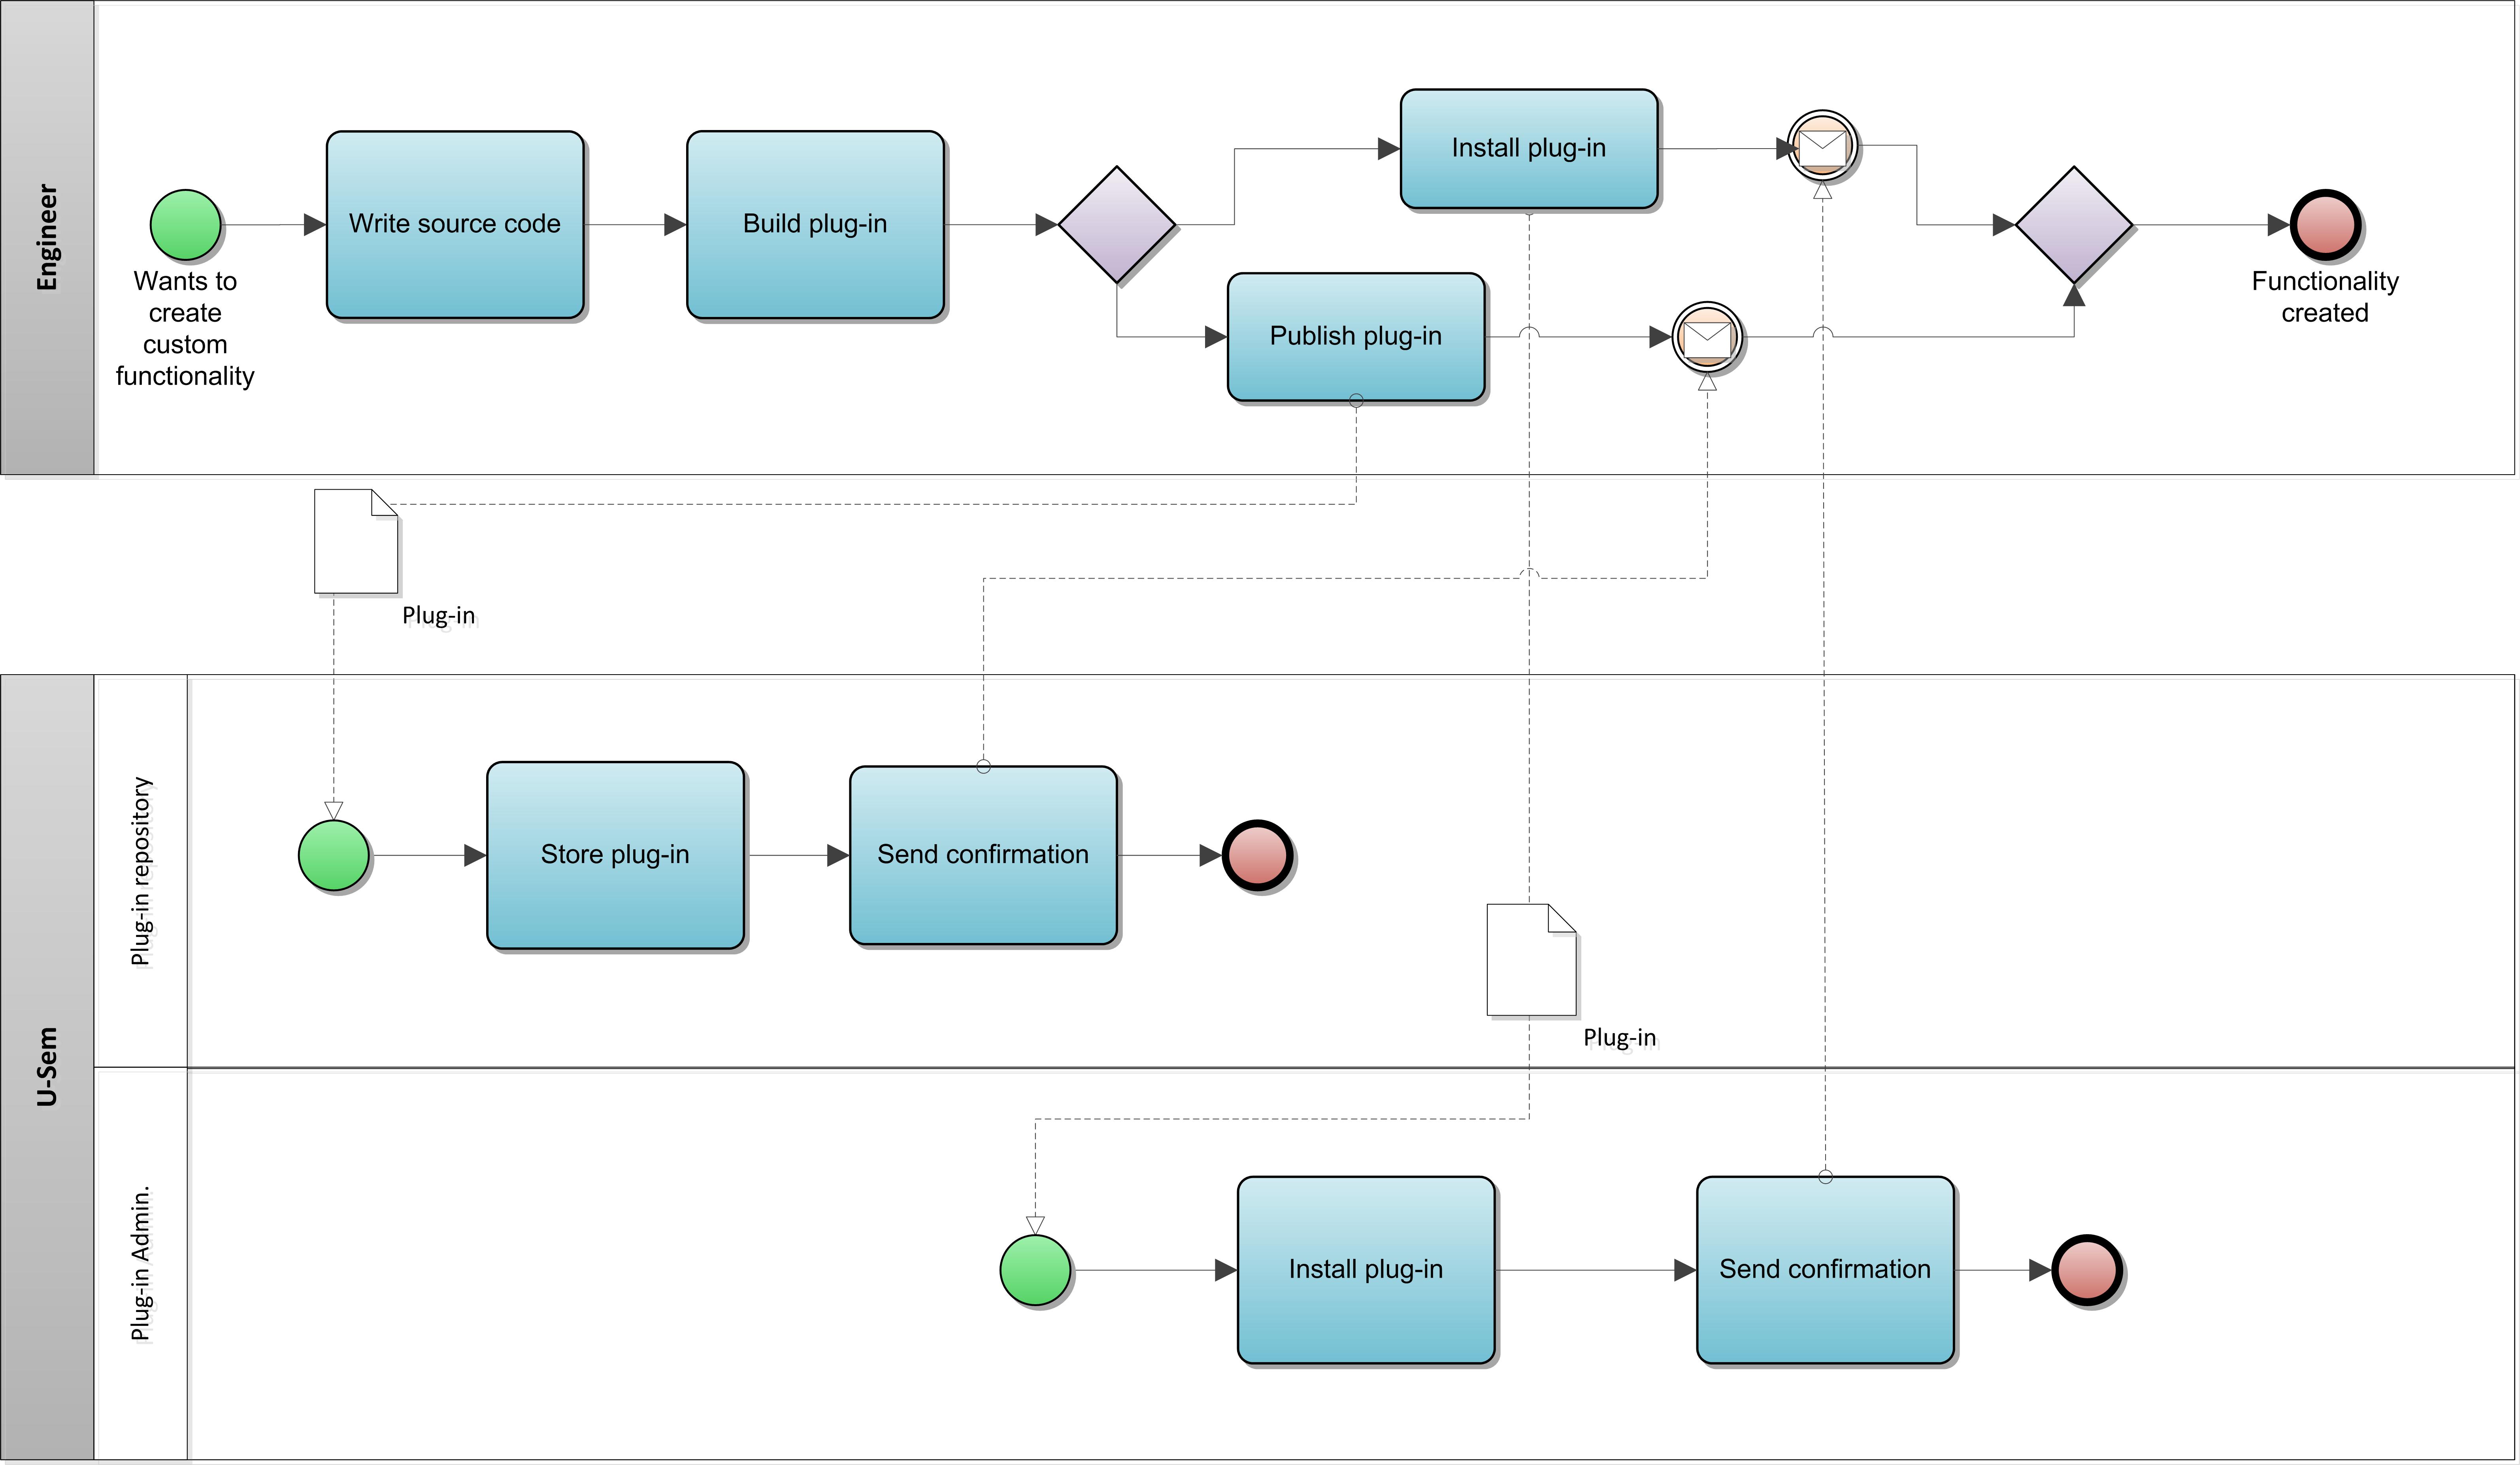 Engineer
Wants to
create
custom
functionality
Write source code
Build plug-in
Install plug-in
Publish plug-in
Functionality
created
Plug-in
U-Sem
Plug-in repository
Store plug-in
Send confirmation
Plug-in
Plug-in Admin.
Install plug-in
Send confirmation